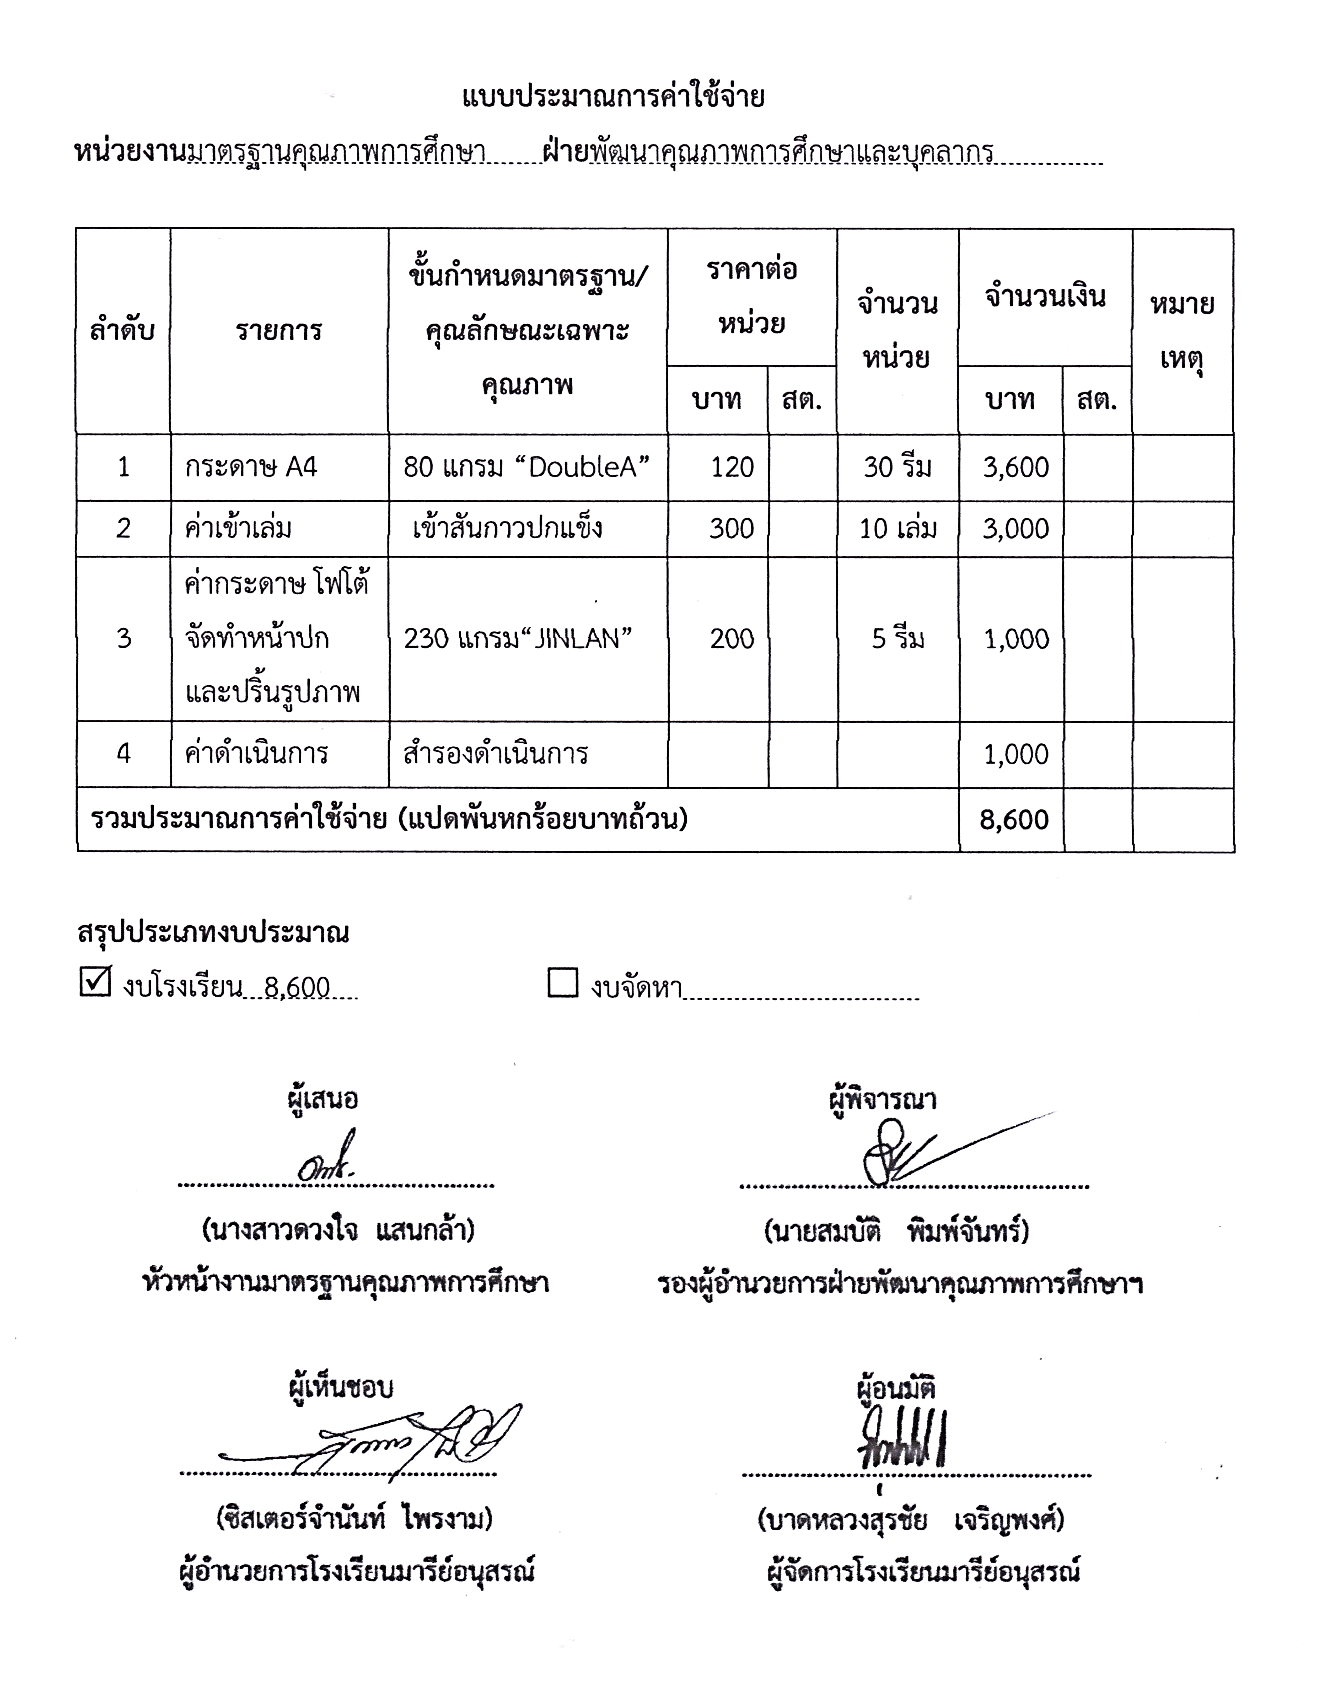 แบบประมาณการค่าใช้จ่าย
หน่วยงานมาตรฐานคุณภาพการศึกษา ฝ่ายพัฒนาคุณภาพการศึกษาและบุคลากร
ลำดับ รายการ ขั้นกำหนดมาตรฐาน/ คุณลักษณะเฉพาะ คุณภาพ ราคาต่อ หน่วย จำนวน หน่วย จำนวนเงิน หมาย เหตุ
บาท สต. บาท สต.
1 กระดาษ A4 80 แกรม “DoubleA” 120 30 รีม 3,600
2 ค่าเข้าเล่ม เข้าสันกาวปกแข็ง 300 10 เล่ม 3,000
ค่ากระดาษ โฟโต้
3 จัดทำหน้าปก 230 แกรม“JINLAN” 200 5 รีม 1,000
และปริ้นรูปภาพ
4 ค่าดำเนินการ สำรองดำเนินการ 1,000
รวมประมาณการค่าใช้จ่าย (แปดพันหกร้อยบาทถ้วน) 8,600
สรุปประเภทงบประมาณ
งบโรงเรียน 8,600 งบจัดหา
ผู้เสนอ ผู้พิจารณา
(นางสาวดวงใจ แสนกล้า) (นายสมบัติ พิมพ์จันทร์)
หัวหน้างานมาตรฐานคุณภาพการศึกษา รองผู้อำนวยการฝ่ายพัฒนาคุณภาพการศึกษาฯ
ผู้เห็นชอบ ผู้อนมัติ
(ซิสเตอร์จำนันท์ ไพรงาม) (บาดหลวงสุรชัย เจริญพงศ์)
ผู้อำนวยการโรงเรียนมารีย์อนุสรณ์ ผู้จัดการโรงเรียนมารีย์อนุสรณ์